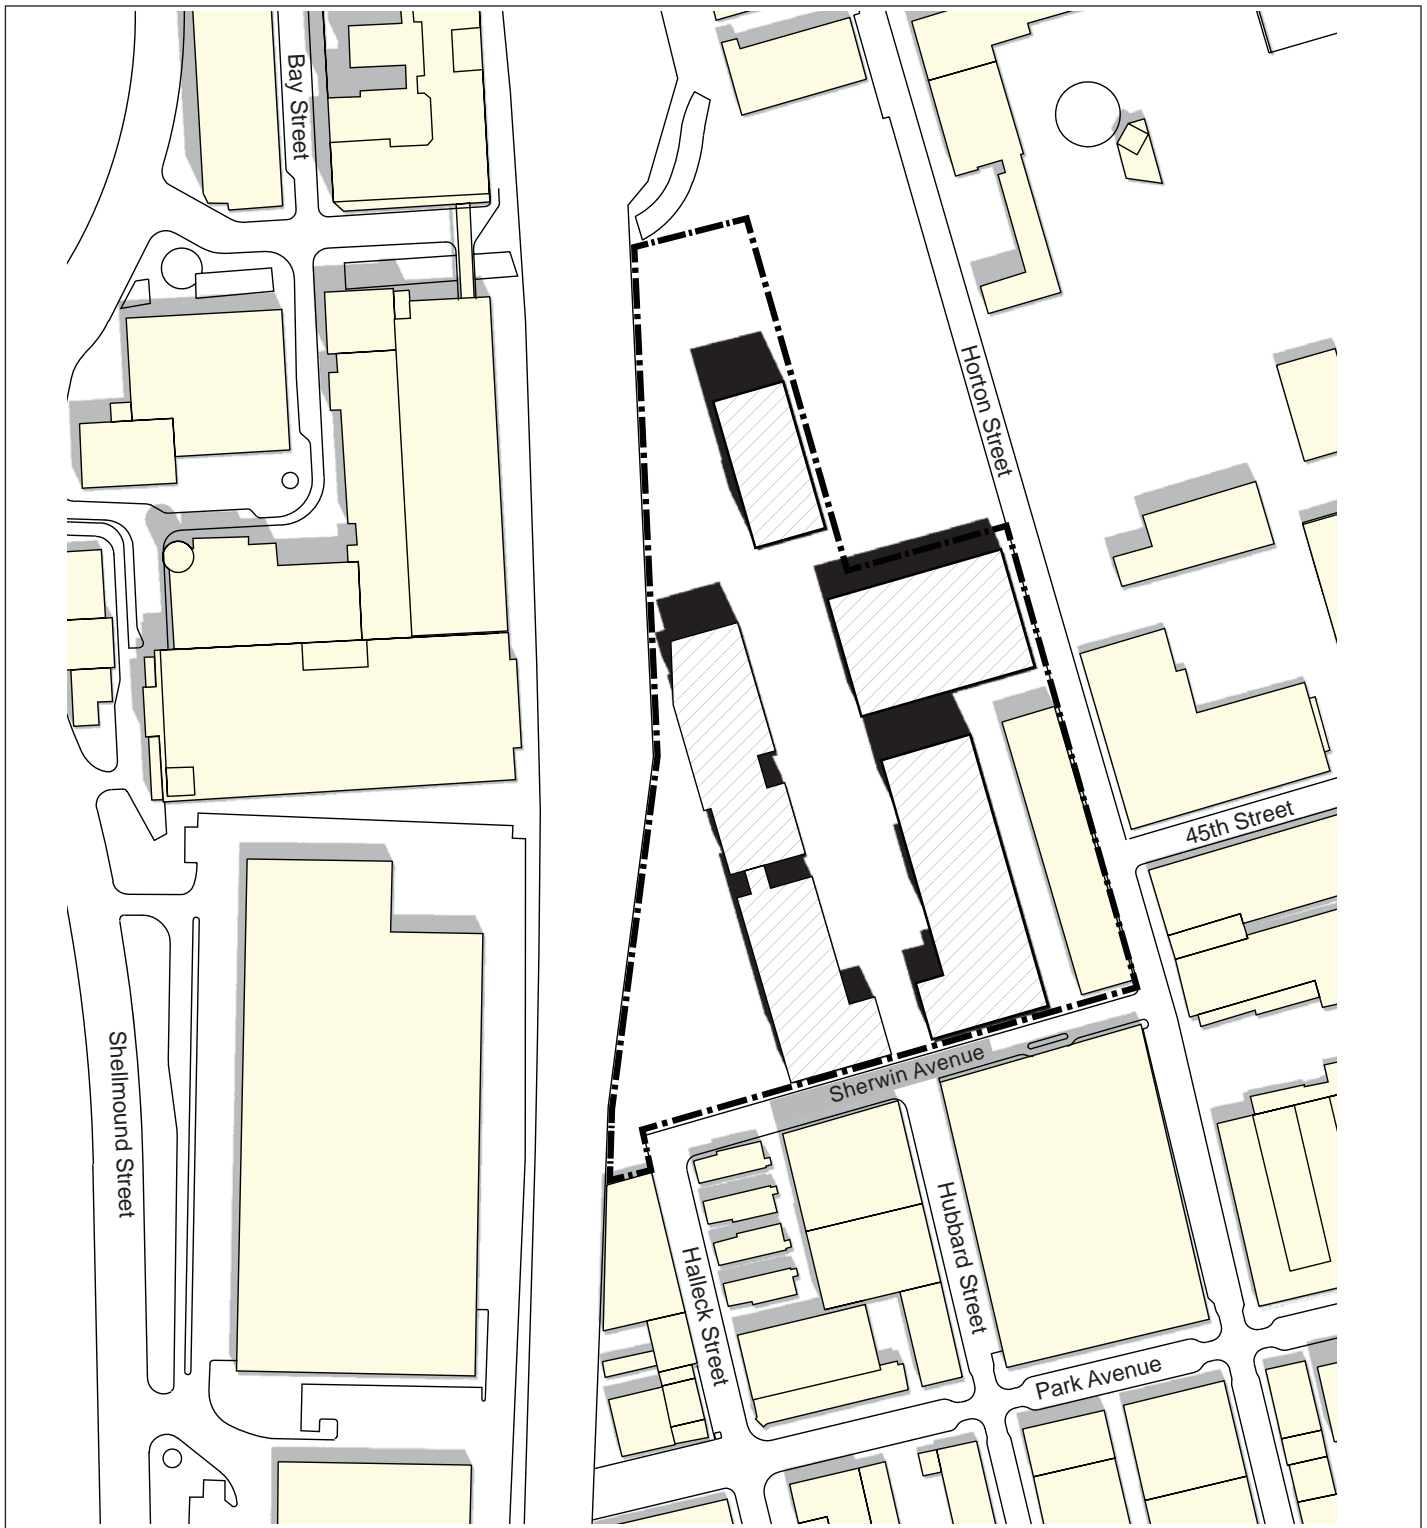 Bay Street
Horton Street
45th Street
Shellmound Street
Sherwin Avenue
Hubbard Street
Halleck Street
Park Avenue